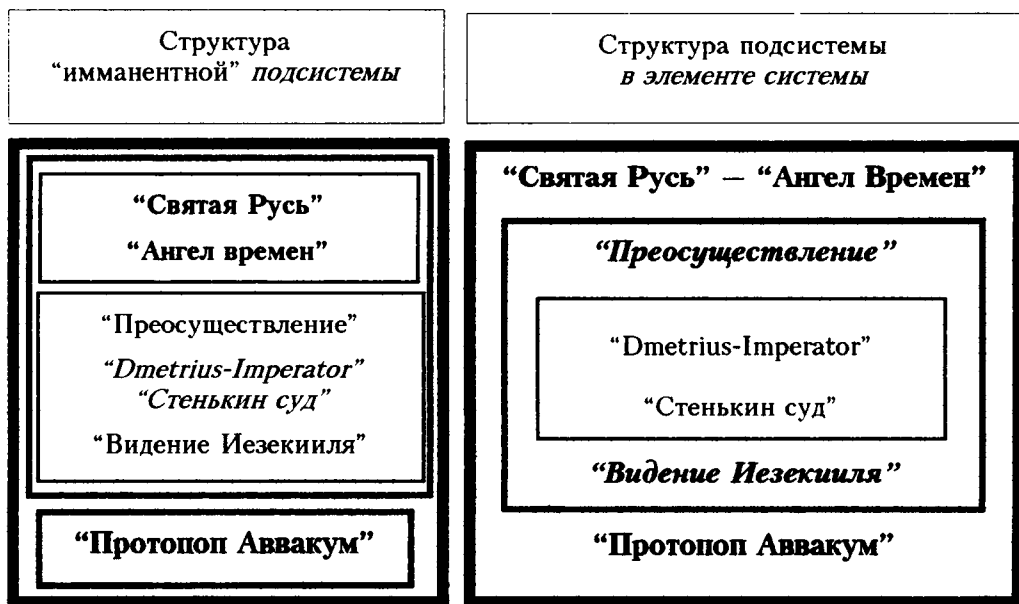 Структура
“имманентной” подсистемы
“Святая Русь”
“Ангел времен”
“Преосуществление”
“Dmetrius-Imperator”
“Стенькин суд”
“Видение Иезекииля”
“Протопоп Аввакум”
Структура подсистемы
в элементе системы
“Святая Русь” — “Ангел Времен”
“Преосуществление”
“Dmetrius-Imperator”
“Стенькин суд”
“Видение Иезекииля”
“Протопоп Аввакум”